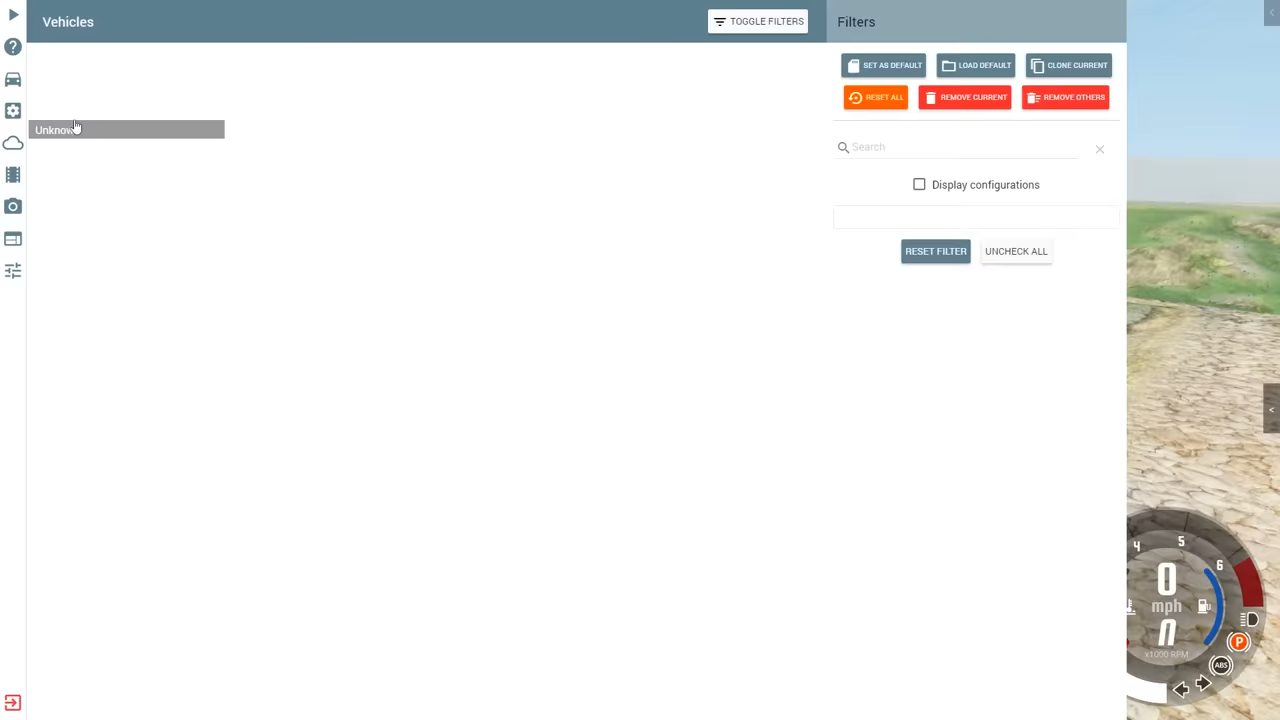 Vehicles
TOGGLE FILTERS
Filters
SET AS DEFAULT
LOAD DEFAULT
CLONE CURRENT
RESET ALL
REMOVE CURRENT
REMOVE OTHERS
Search
Display configurations
RESET FILTER
UNCHECK ALL
<
<
4
5
6
0
mph
n
x1000 RPM
P
ABS